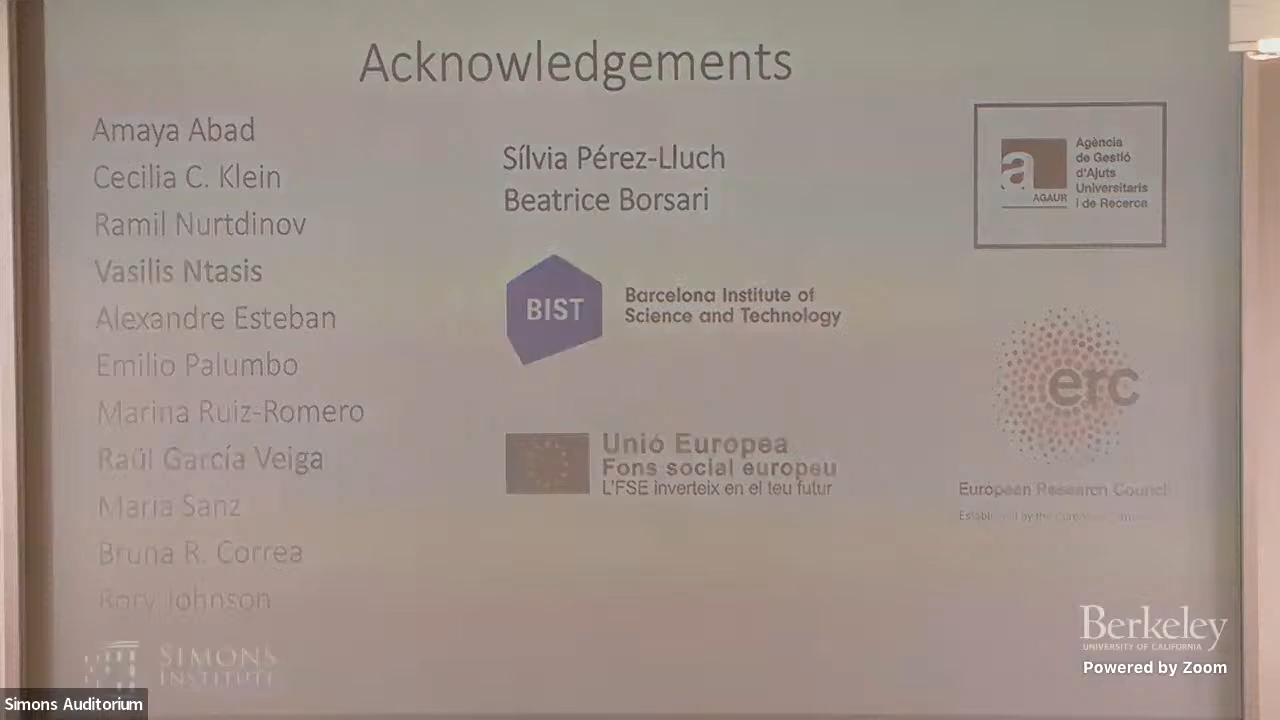 Acknowledgements
Amaya Abad
Cecilia C. Klein
Ramil Nurtdinov
Vasilis Ntasis
Alexandre Esteban
Emilio Palumbo
Marina Ruiz-Romero
Raül García Veiga
Maria Sanz
Bruna R. Correa
Rory Johnson
Sílvia Pérez-Lluch
Beatrice Borsari
BIST
Barcelona Institute of
Science and Technology
Unió Europea
Fons social europeu
L'FSE inverteix en el teu futur
a
AGAUR
Agència
de Gestió
d'Ajuts
Universitaris
i de Recerca
erc
European Research Council
by the
SIMONS
INSTITUTE
Berkeley
UNIVERSITY OF CALIFORNIA
Powered by Zoom
Simons Auditorium